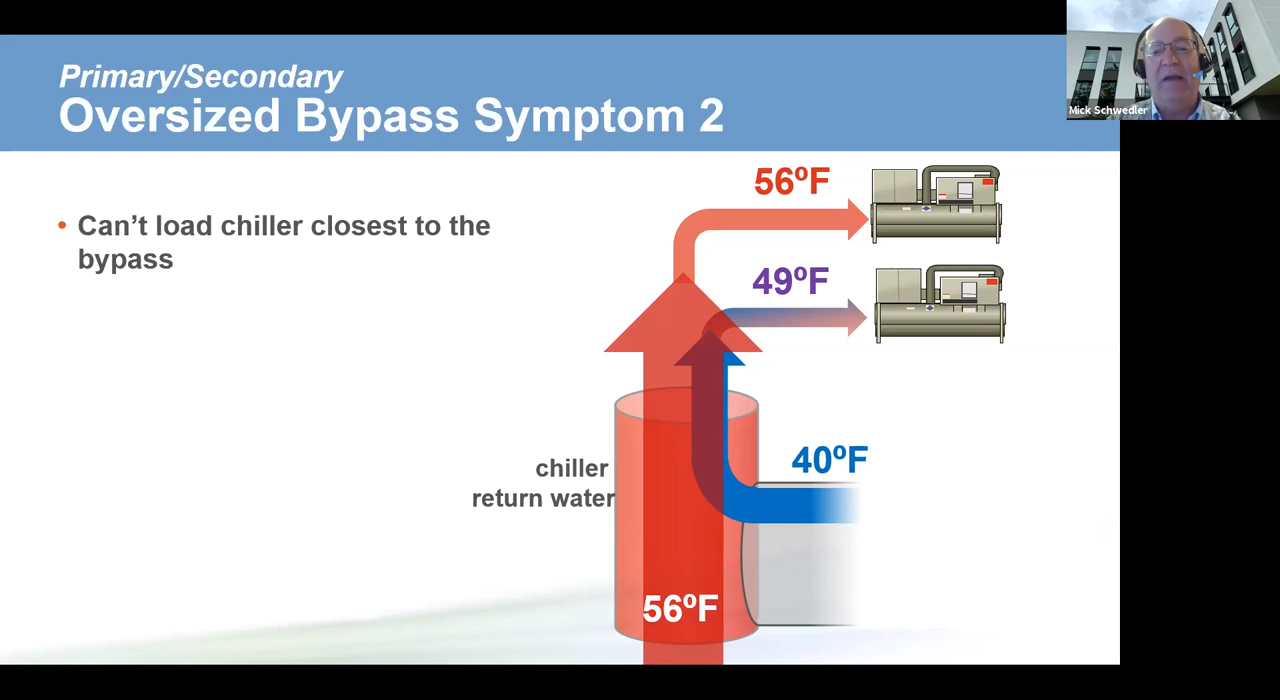 Primary/Secondary
Oversized Bypass Symptom 2
Mick Schwedler
• Can't load chiller closest to the
bypass
56ºF
49ºF
40ºF
chiller
return water
56ºF